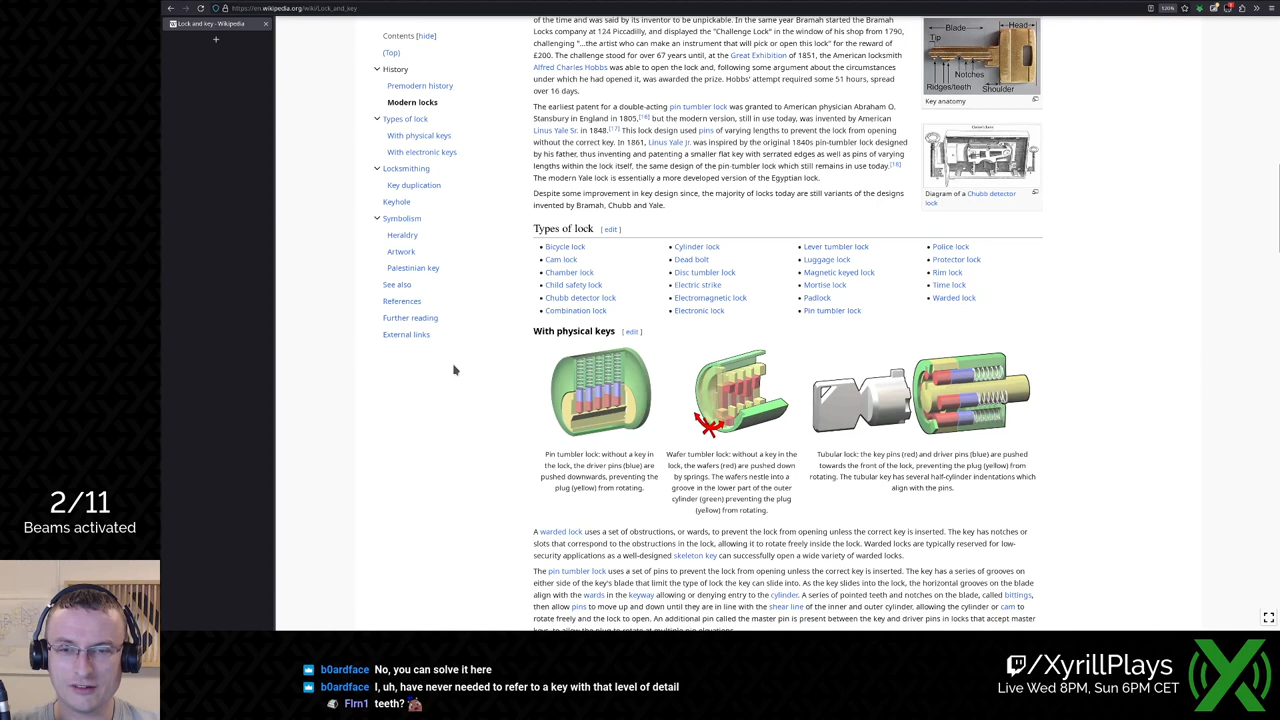 Lock and key - Wikipedia
https://en.wikipedia.org/wiki/Lock_and_key
120%
Contents [hide]
(Top)
History
Premodern history
Modern locks
Types of lock
With physical keys
With electronic keys
Locksmithing
Key duplication
Keyhole
Symbolism
Heraldry
Artwork
Palestinian key
See also
References
Further reading
External links
of the time and was said by its inventor to be unpickable. In the same year Bramah started the Bramah
Locks company at 124 Piccadilly, and displayed the "Challenge Lock" in the window of his shop from 1790,
challenging "...the artist who can make an instrument that will pick or open this lock" for the reward of
£200. The challenge stood for over 67 years until, at the Great Exhibition of 1851, the American locksmith
Alfred Charles Hobbs was able to open the lock and, following some argument about the circumstances
under which he had opened it, was awarded the prize. Hobbs' attempt required some 51 hours, spread
over 16 days.
The earliest patent for a double-acting pin tumbler lock was granted to American physician Abraham O.
Stansbury in England in 1805,[16] but the modern version, still in use today, was invented by American
Linus Yale Sr. in 1848.[17] This lock design used pins of varying lengths to prevent the lock from opening
without the correct key. In 1861, Linus Yale Jr. was inspired by the original 1840s pin-tumbler lock designed
by his father, thus inventing and patenting a smaller flat key with serrated edges as well as pins of varying
lengths within the lock itself, the same design of the pin-tumbler lock which still remains in use today.[18]
The modern Yale lock is essentially a more developed version of the Egyptian lock.
Despite some improvement in key design since, the majority of locks today are still variants of the designs
invented by Bramah, Chubb and Yale.
Blade
Head
Tip
Notches
Ridges/teeth
Shoulder
Key anatomy
Diagram of a Chubb detector
lock
Types of lock [ edit ]
• Bicycle lock
• Cam lock
• Chamber lock
• Child safety lock
• Chubb detector lock
• Combination lock
• Cylinder lock
• Dead bolt
• Disc tumbler lock
• Electric strike
• Electromagnetic lock
• Electronic lock
• Lever tumbler lock
• Luggage lock
• Magnetic keyed lock
• Mortise lock
• Padlock
• Pin tumbler lock
• Police lock
• Protector lock
• Rim lock
• Time lock
• Warded lock
With physical keys [ edit ]
Pin tumbler lock: without a key in
the lock, the driver pins (blue) are
pushed downwards, preventing the
plug (yellow) from rotating.
Wafer tumbler lock: without a key in the
lock, the wafers (red) are pushed down
by springs. The wafers nestle into a
groove in the lower part of the outer
cylinder (green) preventing the plug
(yellow) from rotating.
Tubular lock: the key pins (red) and driver pins (blue) are pushed
towards the front of the lock, preventing the plug (yellow) from
rotating. The tubular key has several half-cylinder indentations which
align with the pins.
A warded lock uses a set of obstructions, or wards, to prevent the lock from opening unless the correct key is inserted. The key has notches or
slots that correspond to the obstructions in the lock, allowing it to rotate freely inside the lock. Warded locks are typically reserved for low-
security applications as a well-designed skeleton key can successfully open a wide variety of warded locks.
The pin tumbler lock uses a set of pins to prevent the lock from opening unless the correct key is inserted. The key has a series of grooves on
either side of the key's blade that limit the type of lock the key can slide into. As the key slides into the lock, the horizontal grooves on the blade
align with the wards in the keyway allowing or denying entry to the cylinder. A series of pointed teeth and notches on the blade, called bittings,
then allow pins to move up and down until they are in line with the shear line of the inner and outer cylinder, allowing the cylinder or cam to
rotate freely and the lock to open. An additional pin called the master pin is present between the key and driver pins in locks that accept master
keys, to allow the plug to rotate at multiple pin elevations.
2/11
Beams activated
b0ardface No, you can solve it here
b0ardface I, uh, have never needed to refer to a key with that level of detail
Flrn1 teeth?
/XyrillPlays
Live Wed 8PM, Sun 6PM CET